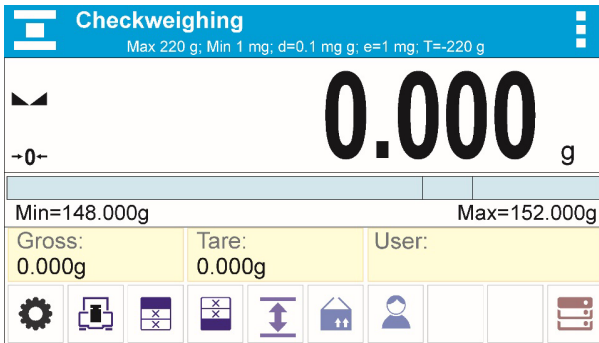 Checkweighing
Max 220 g; Min 1 mg; d=0.1 mg g; e=1 mg; T=-220 g
0.000 g
→0←
Min=148.000g Max=152.000g
Gross: Tare: User:
0.000g 0.000g